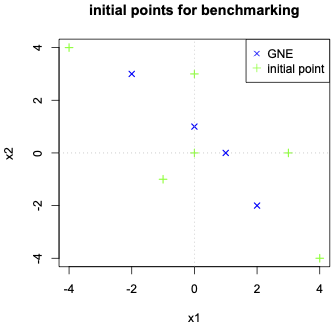 initial points for benchmarking
GNE
initial point
4
2
0
-2
-4
x2
-4 -2 0 2 4
x1